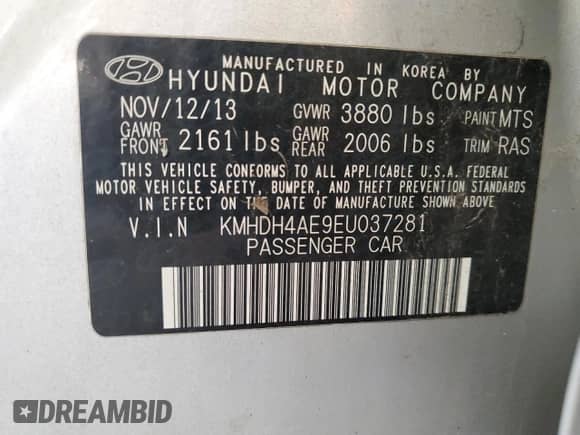 MANUFACTURED IN KOREA BY
HYUNDAI MOTOR COMPANY
NOV/12/13 GVWR 3880 lbs PAINT MTS
GAWR FRONT 2161 lbs GAWR REAR 2006 lbs TRIM RAS
THIS VEHICLE CONFORMS TO ALL APPLICABLE U.S.A. FEDERAL
MOTOR VEHICLE SAFETY, BUMPER, AND THEFT PREVENTION STANDARDS
IN EFFECT ON THE DATE OF MANUFACTURE SHOWN ABOVE.
V.I.N KMHDH4AE9EU037281
PASSENGER CAR
DREAMBID